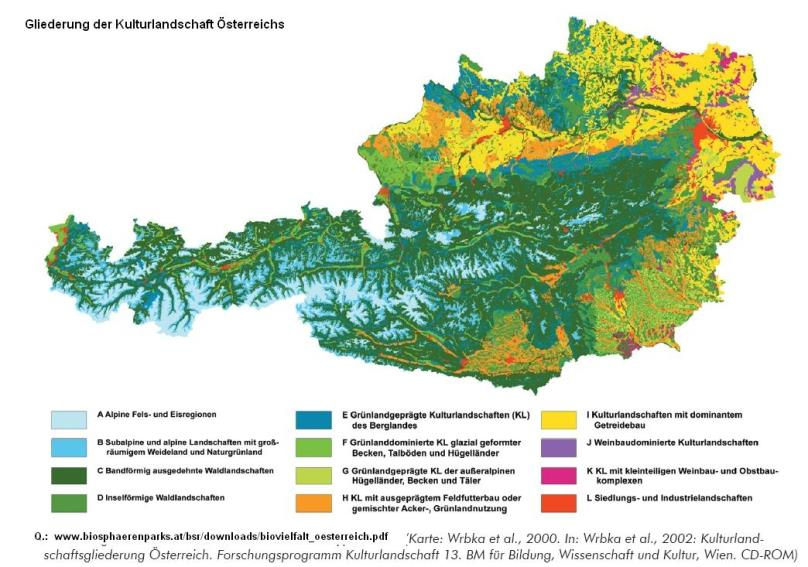 Gliederung der Kulturlandschaft Österreichs
A Alpine Fels- und Eisregionen
B Subalpine und alpine Landschaften mit groß-
räumigem Weideland und Naturgrünland
C Bandförmig ausgedehnte Waldlandschaften
D Inselförmige Waldlandschaften
E Grünlandgeprägte Kulturlandschaften (KL)
des Berglandes
F Grünlanddominierte KL glazial geformter
Becken, Talböden und Hügelländer
G Grünlandgeprägte KL der außeralpinen
Hügelländer, Becken und Täler
H KL mit ausgeprägtem Feldfutterbau oder
gemischter Acker-, Grünlandnutzung
I Kulturlandschaften mit dominantem
Getreidebau
J Weinbaudominierte Kulturlandschaften
K KL mit kleinteiligen Weinbau- und Obstbau-
komplexen
L Siedlungs- und Industrielandschaften
Q.: www.biosphaerenparks.at/bsr/downloads/biovielfalt_oesterreich.pdf (Karte: Wrbka et al., 2000. In: Wrbka et al., 2002: Kulturland-
schaftsgliederung Österreich. Forschungsprogramm Kulturlandschaft 13. BM für Bildung, Wissenschaft und Kultur, Wien. CD-ROM)